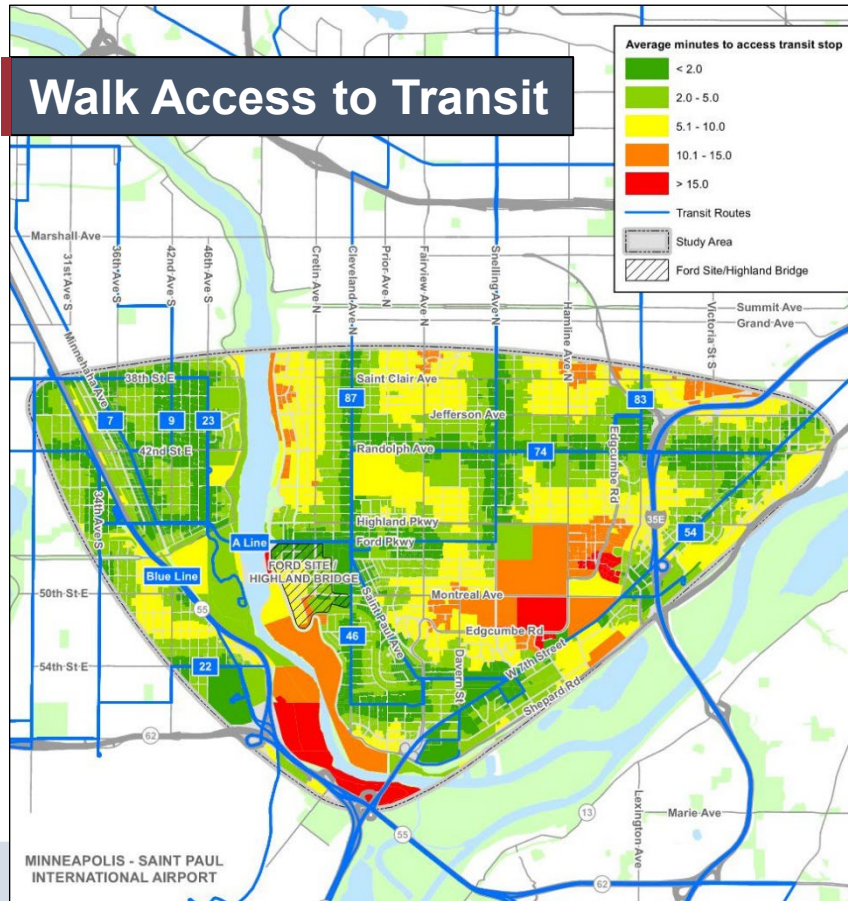 Walk Access to Transit
Average minutes to access transit stop
< 2.0
2.0 - 5.0
5.1 - 10.0
10.1 - 15.0
> 15.0
Transit Routes
Study Area
Ford Site/Highland Bridge
Marshall Ave
31st Ave S
36th Ave S
42nd Ave S
46th Ave S
Cretin Ave N
Cleveland Ave N
Prior Ave N
Fairview Ave N
Snelling Ave N
Hamline Ave N
Victoria St S
Summit Ave
Grand Ave
Minnehaha Ave
38th St E
Saint Clair Ave
87
83
Jefferson Ave
7
9
23
42nd St E
Randolph Ave
74
Edgcumbe Rd
34th Ave S
Highland Pkwy
Ford Pkwy
A Line
35E
54
FORD SITE/
HIGHLAND BRIDGE
Blue Line
50th St E
55
Saint Paul Ave
Montreal Ave
46
Edgcumbe Rd
54th St E
22
Davern St
W 7th Street
Shepard Rd
62
Lexington Ave
13
Marie Ave
55
62
MINNEAPOLIS - SAINT PAUL
INTERNATIONAL AIRPORT